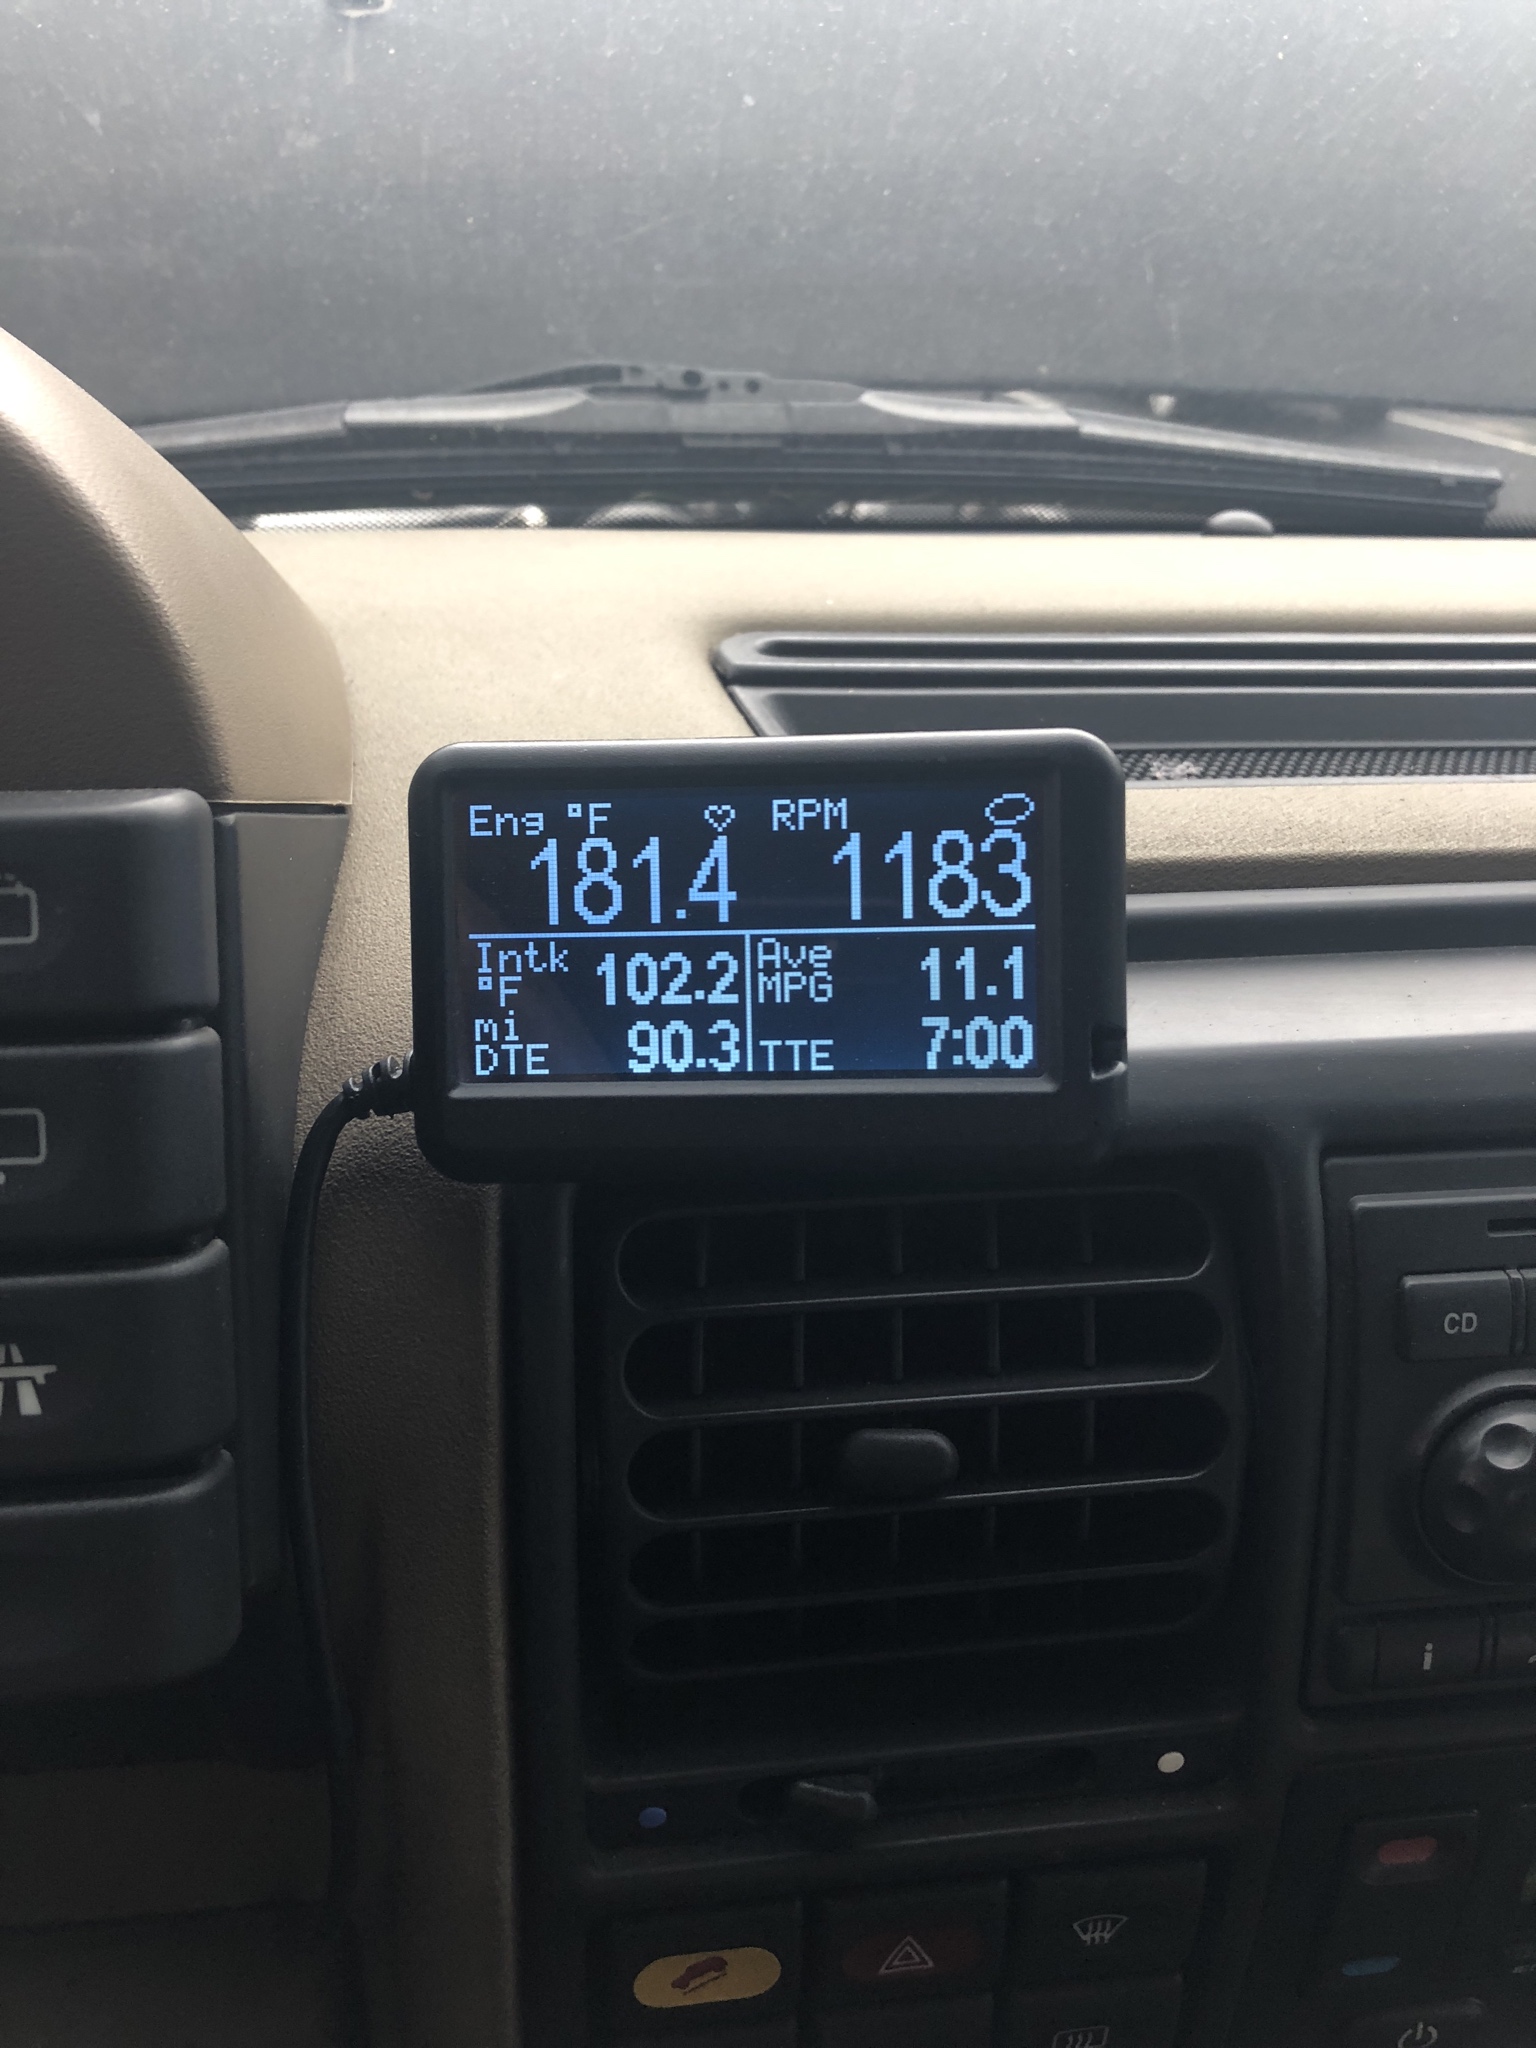 Eng °F RPM
181.4 1183
Intk °F 102.2
Ave MPG 11.1
mi DTE 90.3
TTE 7:00
CD
i